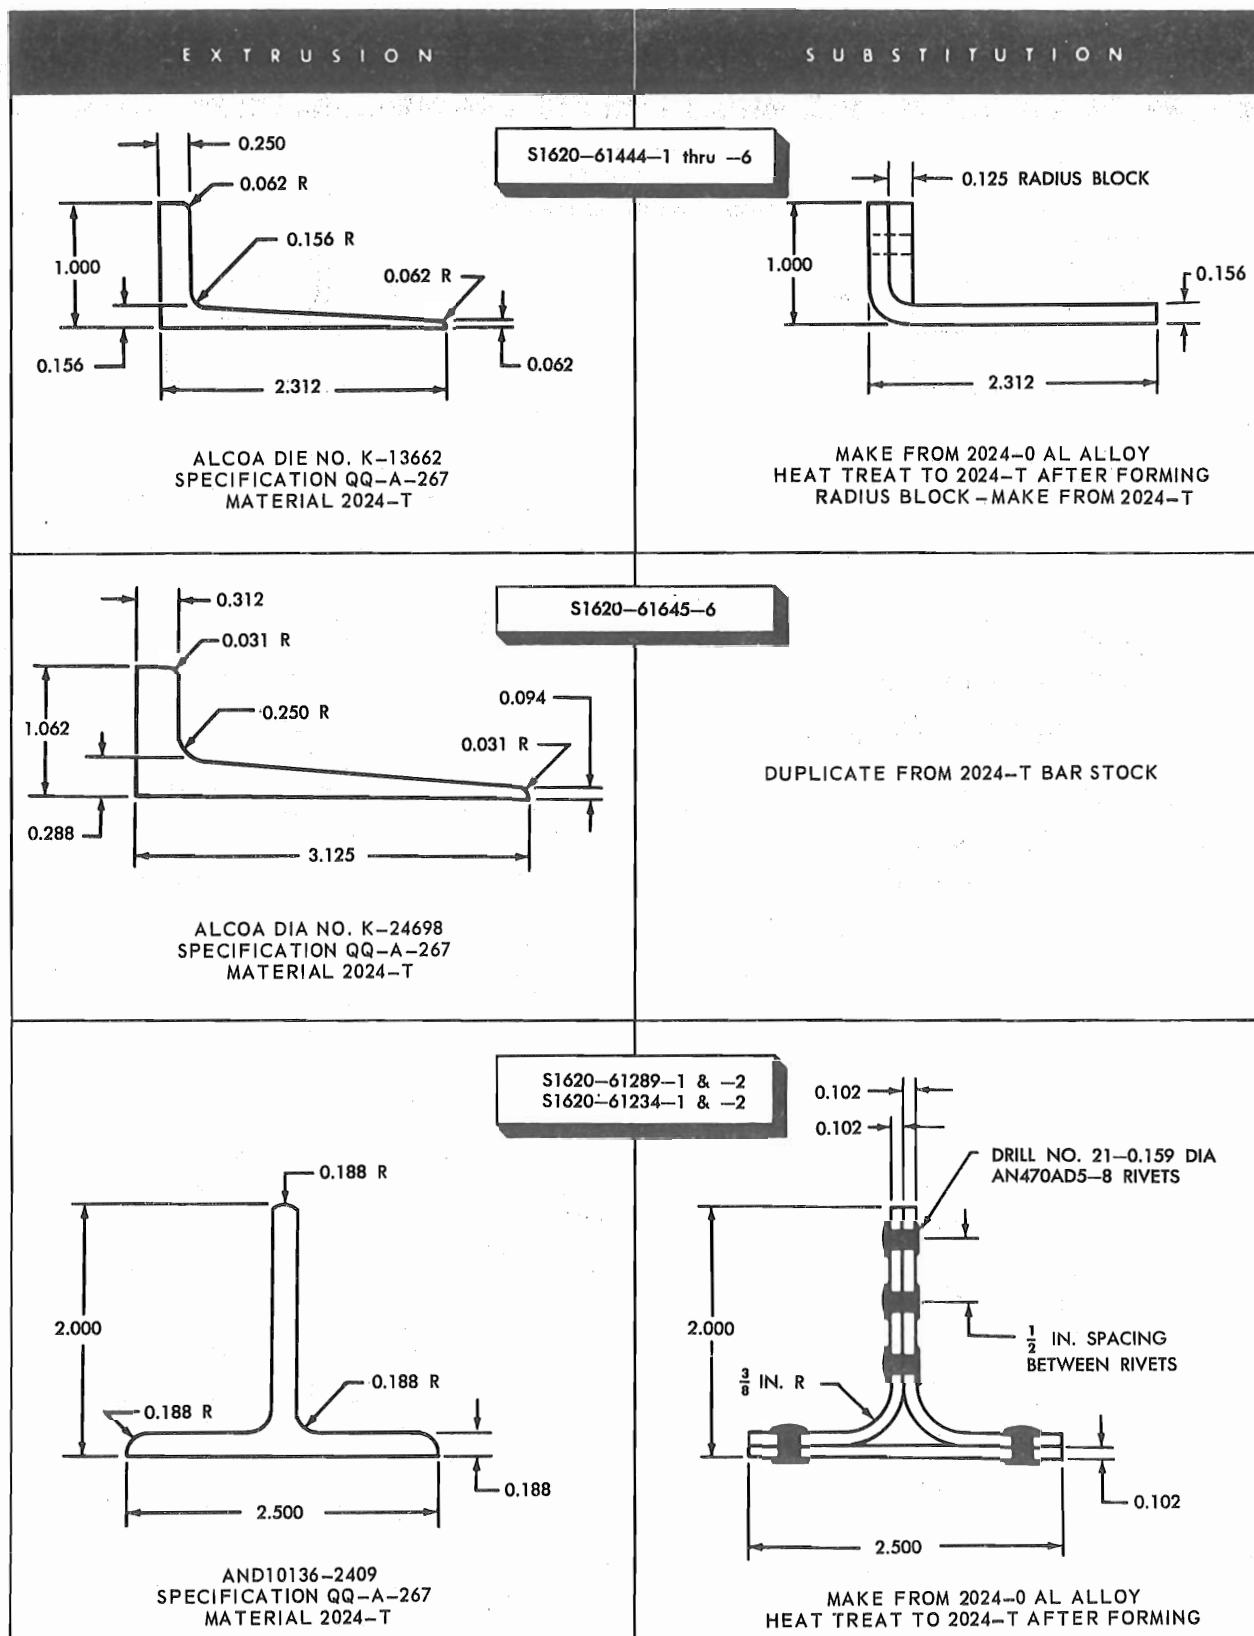 EXTRUSION
SUBSTITUTION
S1620–61444–1 thru –6
0.250
0.062 R
0.156 R
0.062 R
1.000
0.156
0.062
2.312
ALCOA DIE NO. K–13662
SPECIFICATION QQ–A–267
MATERIAL 2024–T
0.125 RADIUS BLOCK
1.000
0.156
2.312
MAKE FROM 2024–0 AL ALLOY
HEAT TREAT TO 2024–T AFTER FORMING
RADIUS BLOCK – MAKE FROM 2024–T
S1620–61645–6
0.312
0.031 R
0.250 R
0.094
0.031 R
1.062
0.288
3.125
ALCOA DIA NO. K–24698
SPECIFICATION QQ–A–267
MATERIAL 2024–T
DUPLICATE FROM 2024–T BAR STOCK
S1620–61289–1 & –2
S1620–61234–1 & –2
0.188 R
2.000
0.188 R
0.188 R
0.188
2.500
AND10136–2409
SPECIFICATION QQ–A–267
MATERIAL 2024–T
0.102
0.102
DRILL NO. 21–0.159 DIA
AN470AD5–8 RIVETS
2.000
1/2 IN. SPACING
BETWEEN RIVETS
3/8 IN. R
0.102
2.500
MAKE FROM 2024–0 AL ALLOY
HEAT TREAT TO 2024–T AFTER FORMING